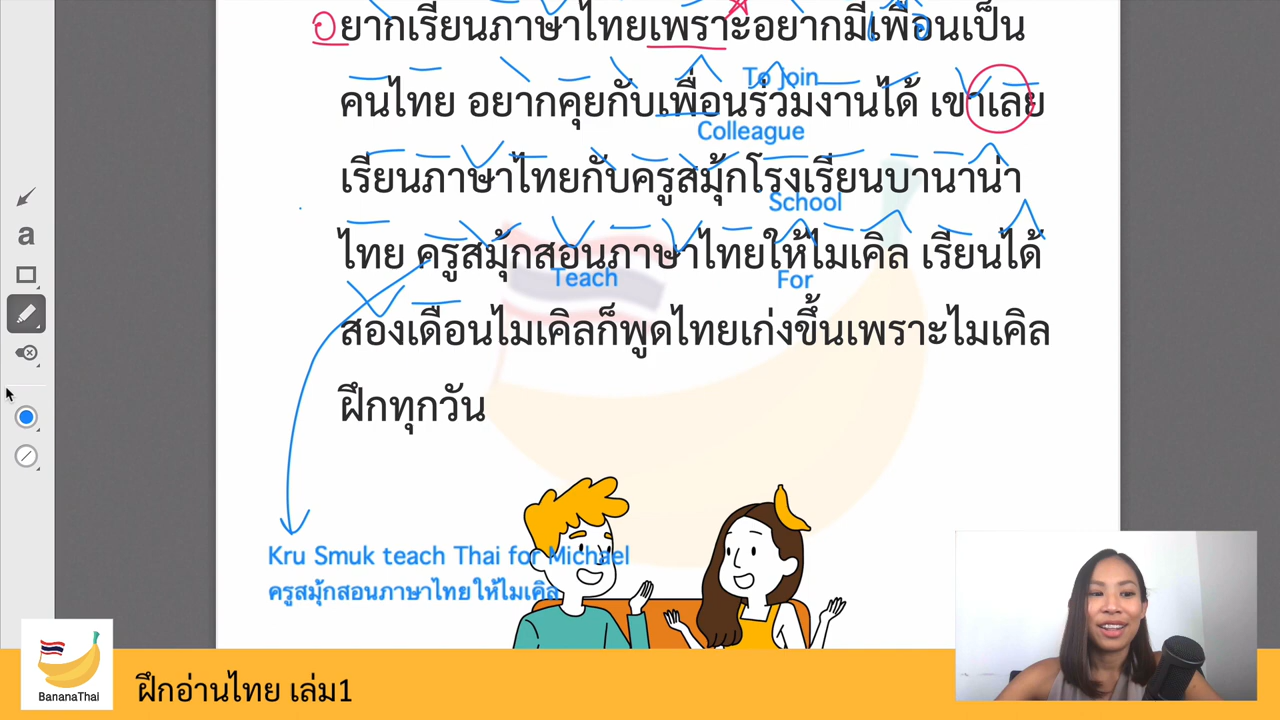 อยากเรียนภาษาไทยเพราะอยากมีเพื่อนเป็น
คนไทย อยากคุยกับเพื่อนร่วมงานได้ เขาเลย
To join
Colleague
เรียนภาษาไทยกับครูสมุ้กโรงเรียนบานาน่า
School
ไทย ครูสมุ้กสอนภาษาไทยให้ไมเคิล เรียนได้
Teach
For
สองเดือนไมเคิลก็พูดไทยเก่งขึ้นเพราะไมเคิล
ฝึกทุกวัน
Kru Smuk teach Thai for Michael
ครูสมุ้กสอนภาษาไทยให้ไมเคิล
a
BananaThai
ฝึกอ่านไทย เล่ม1